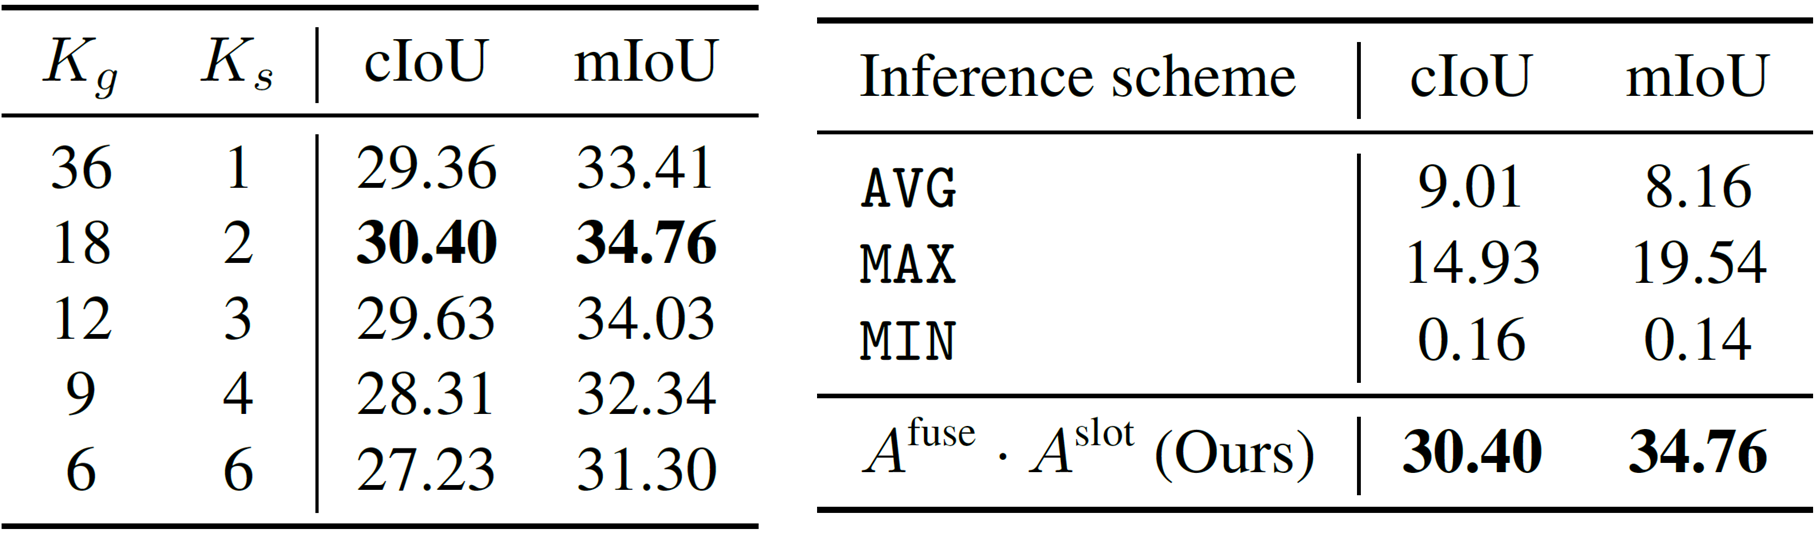 K_g K_s cIoU mIoU
36 1 29.36 33.41
18 2 30.40 34.76
12 3 29.63 34.03
9 4 28.31 32.34
6 6 27.23 31.30
Inference scheme cIoU mIoU
AVG 9.01 8.16
MAX 14.93 19.54
MIN 0.16 0.14
A^fuse · A^slot (Ours) 30.40 34.76